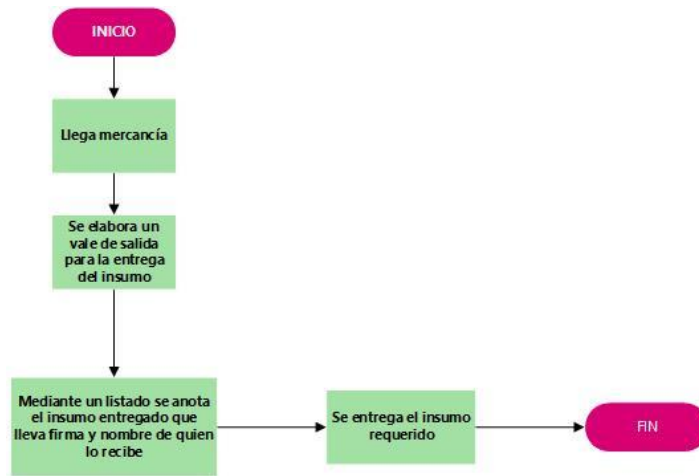 INICIO
Llega mercancía
Se elabora un
vale de salida
para la entrega
del insumo
Mediante un listado se anota
el insumo entregado que
lleva firma y nombre de quien
lo recibe
Se entrega el insumo
requerido
FIN